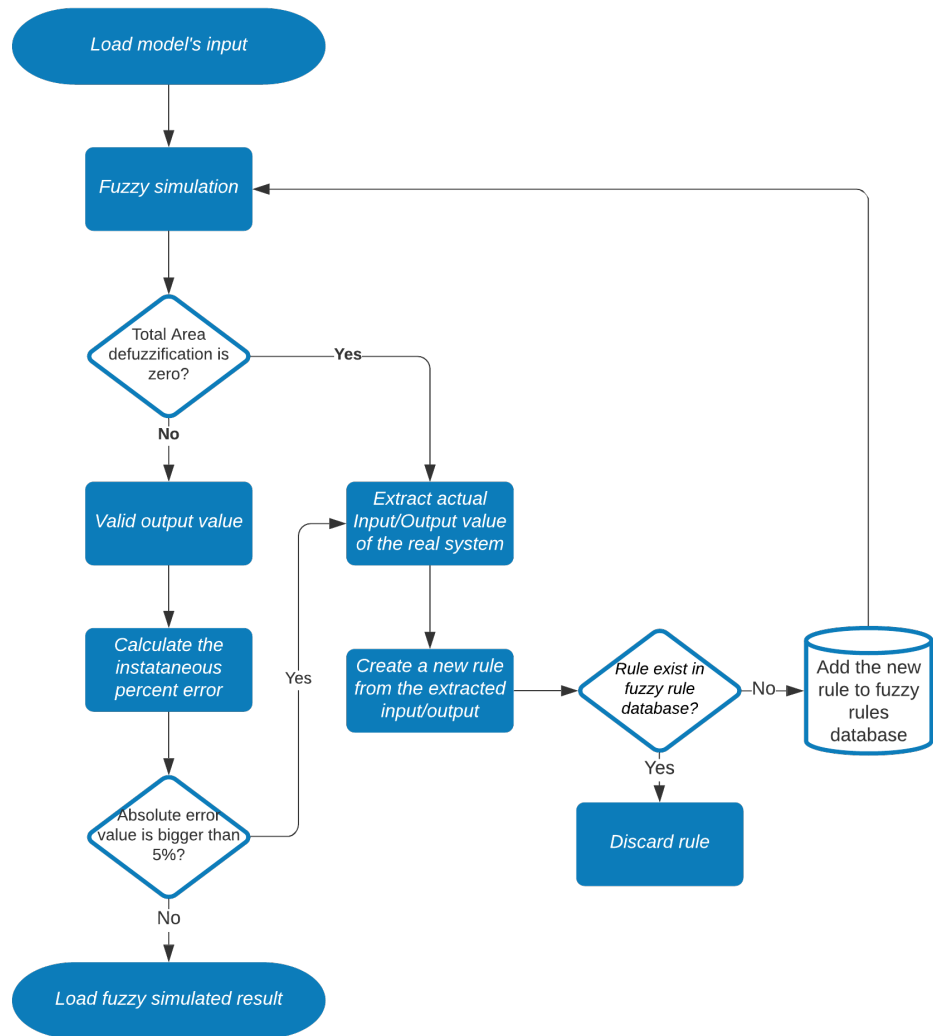 Load model's input
Fuzzy simulation
Total Area
defuzzification is
zero?
Yes
No
Valid output value
Extract actual
Input/Output value
of the real system
Calculate the
instataneous
percent error
Yes
Create a new rule
from the extracted
input/output
Rule exist in
fuzzy rule
database?
No
Add the new
rule to fuzzy
rules
database
Yes
Discard rule
Absolute error
value is bigger than
5%?
No
Load fuzzy simulated result